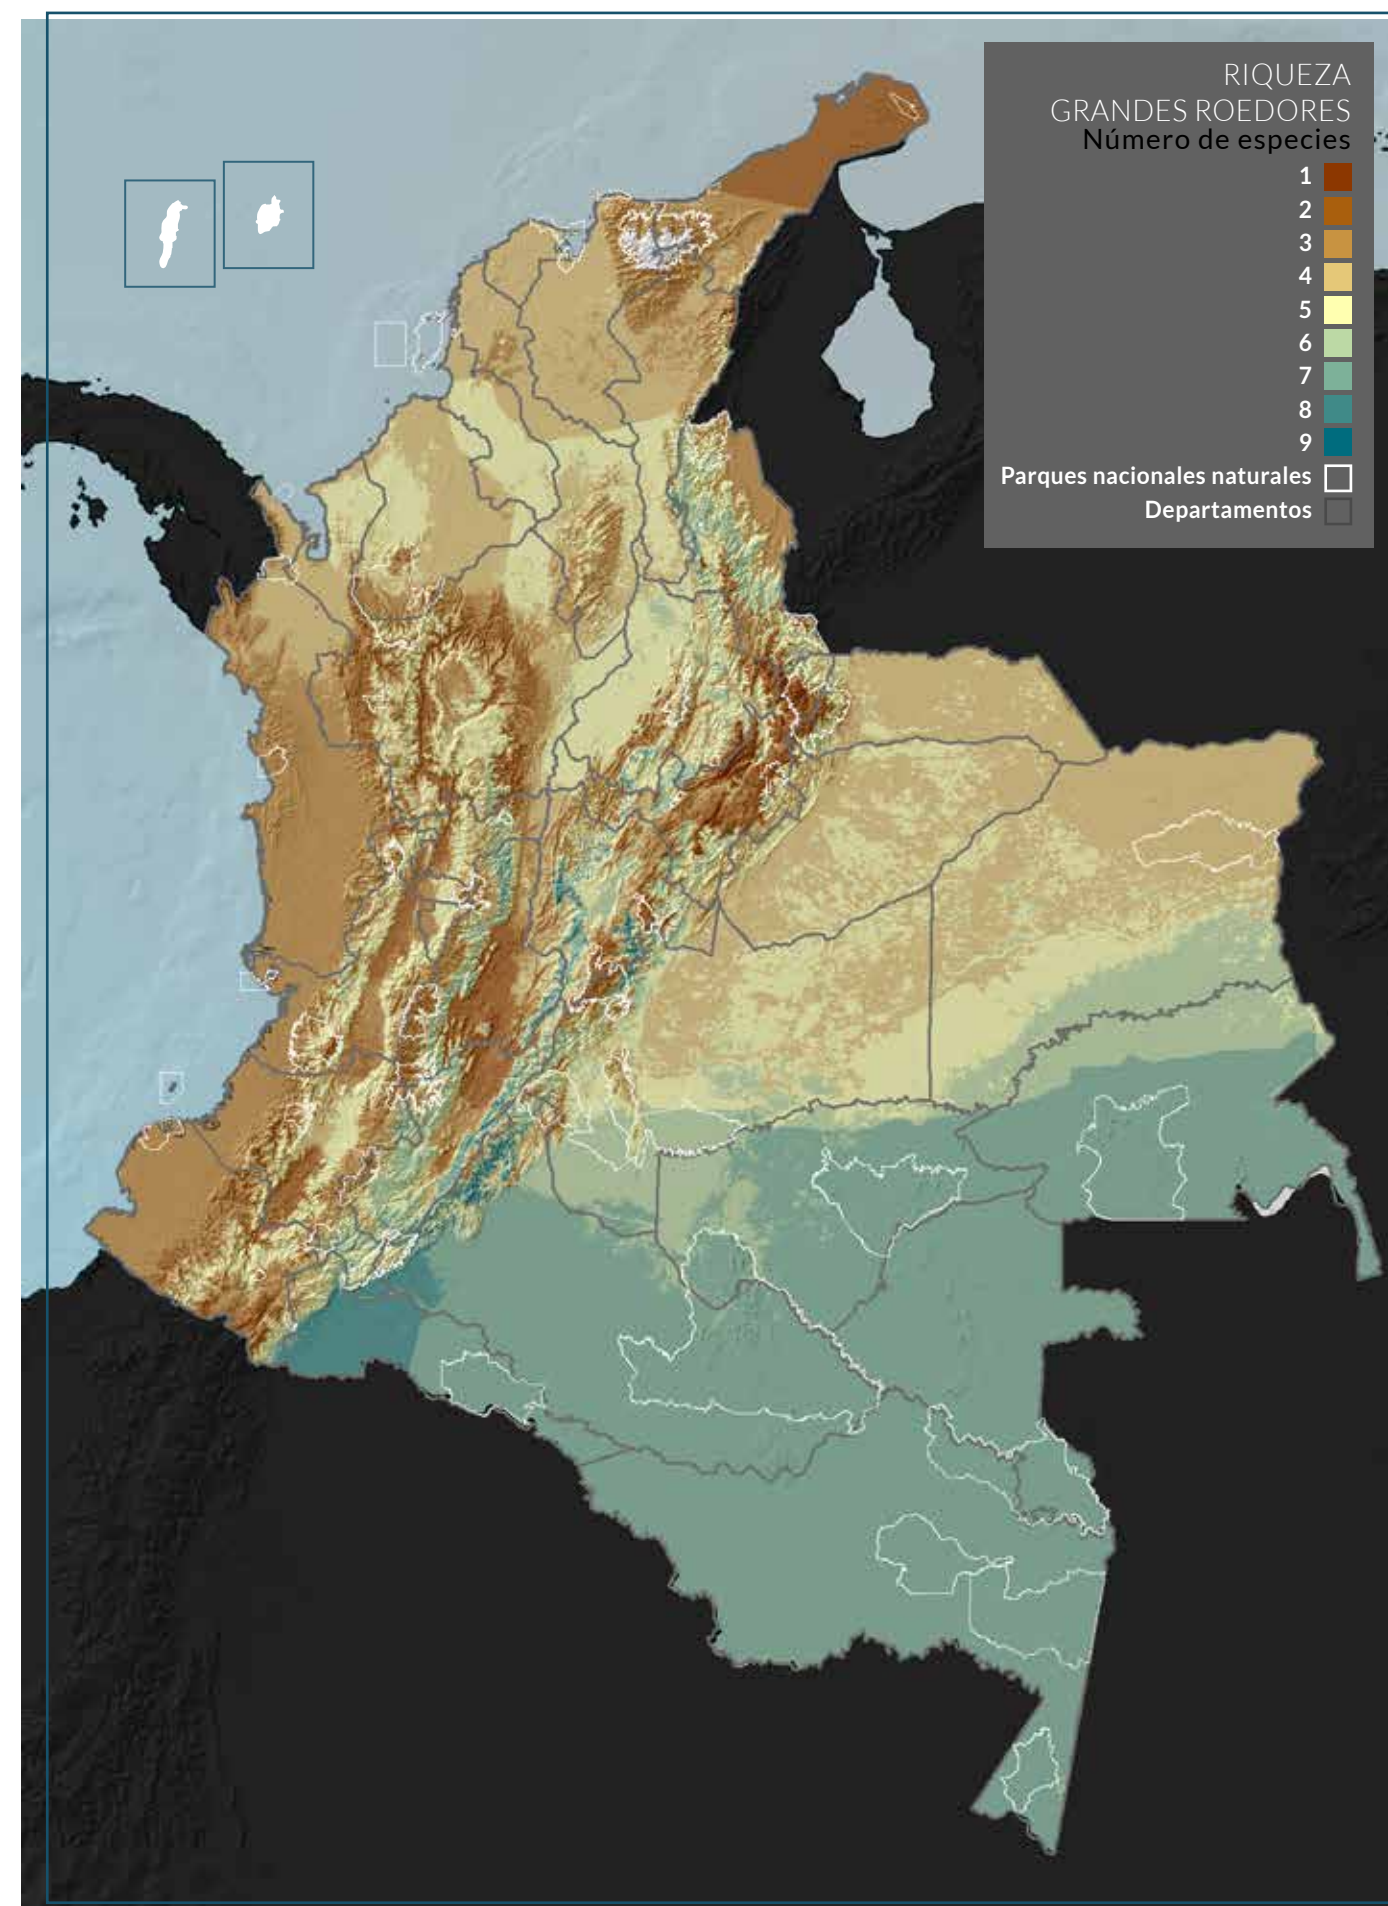 RIQUEZA
GRANDES ROEDORES
Número de especies
1
2
3
4
5
6
7
8
9
Parques nacionales naturales
Departamentos